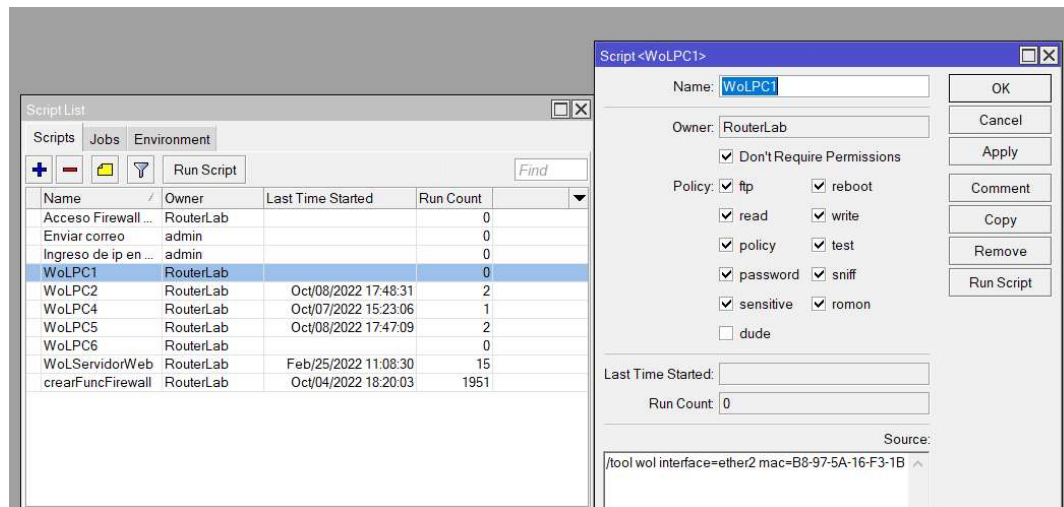 Script List
Scripts Jobs Environment
Run Script Find
Name Owner Last Time Started Run Count
Acceso Firewall ... RouterLab 0
Enviar correo admin 0
Ingreso de ip en ... admin 0
WoLPC1 RouterLab 0
WoLPC2 RouterLab Oct/08/2022 17:48:31 2
WoLPC4 RouterLab Oct/07/2022 15:23:06 1
WoLPC5 RouterLab Oct/08/2022 17:47:09 2
WoLPC6 RouterLab 0
WoLServidorWeb RouterLab Feb/25/2022 11:08:30 15
crearFuncFirewall RouterLab Oct/04/2022 18:20:03 1951
Script <WoLPC1>
Name: WoLPC1
Owner: RouterLab
Don't Require Permissions
Policy: ftp reboot
read write
policy test
password sniff
sensitive romon
dude
Last Time Started:
Run Count: 0
Source:
/tool wol interface=ether2 mac=B8-97-5A-16-F3-1B
OK
Cancel
Apply
Comment
Copy
Remove
Run Script